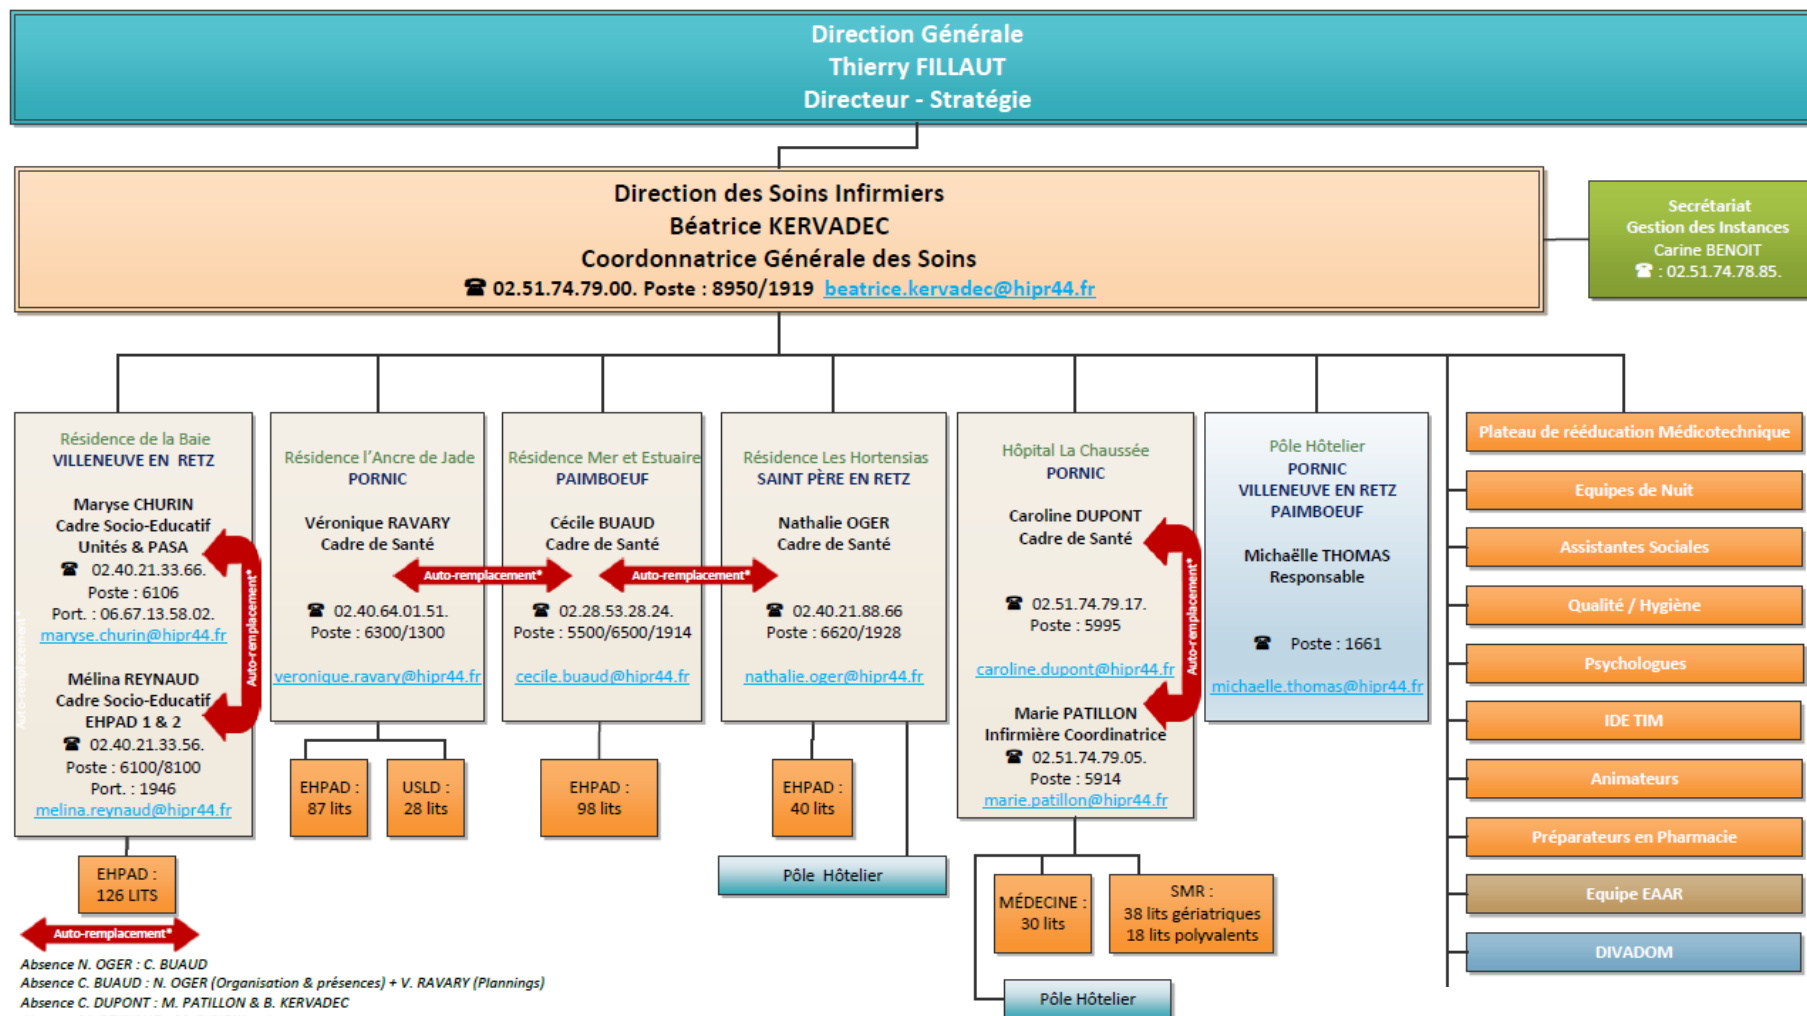 Direction Générale
Thierry FILLAUT
Directeur - Stratégie
Direction des Soins Infirmiers
Béatrice KERVADEC
Coordonnatrice Générale des Soins
☎ 02.51.74.79.00. Poste : 8950/1919 beatrice.kervadec@hipr44.fr
Secrétariat
Gestion des Instances
Carine BENOIT
☎ : 02.51.74.78.85.
Résidence de la Baie
VILLENEUVE EN RETZ
Maryse CHURIN
Cadre Socio-Educatif
Unités & PASA
☎ 02.40.21.33.66.
Poste : 6106
Port. : 06.67.13.58.02.
maryse.churin@hipr44.fr
Mélina REYNAUD
Cadre Socio-Educatif
EHPAD 1 & 2
☎ 02.40.21.33.56.
Poste : 6100/8100
Port. : 1946
melina.reynaud@hipr44.fr
Auto-remplacement*
Auto-remplacement*
EHPAD :
126 LITS
Auto-remplacement*
Résidence l'Ancre de Jade
PORNIC
Véronique RAVARY
Cadre de Santé
☎ 02.40.64.01.51.
Poste : 6300/1300
veronique.ravary@hipr44.fr
EHPAD :
87 lits
USLD :
28 lits
Auto-remplacement*
Résidence Mer et Estuaire
PAIMBOEUF
Cécile BUAUD
Cadre de Santé
☎ 02.28.53.28.24.
Poste : 5500/6500/1914
cecile.buaud@hipr44.fr
EHPAD :
98 lits
Auto-remplacement*
Résidence Les Hortensias
SAINT PÈRE EN RETZ
Nathalie OGER
Cadre de Santé
☎ 02.40.21.88.66
Poste : 6620/1928
nathalie.oger@hipr44.fr
EHPAD :
40 lits
Pôle Hôtelier
Hôpital La Chaussée
PORNIC
Caroline DUPONT
Cadre de Santé
☎ 02.51.74.79.17.
Poste : 5995
caroline.dupont@hipr44.fr
Marie PATILLON
Infirmière Coordinatrice
☎ 02.51.74.79.05.
Poste : 5914
marie.patillon@hipr44.fr
Auto-remplacement*
MÉDECINE :
30 lits
SMR :
38 lits gériatriques
18 lits polyvalents
Pôle Hôtelier
Pôle Hôtelier
PORNIC
VILLENEUVE EN RETZ
PAIMBOEUF
Michaëlle THOMAS
Responsable
☎ Poste : 1661
michaelle.thomas@hipr44.fr
Plateau de rééducation Médicotechnique
Equipes de Nuit
Assistantes Sociales
Qualité / Hygiène
Psychologues
IDE TIM
Animateurs
Préparateurs en Pharmacie
Equipe EAAR
DIVADOM
Absence N. OGER : C. BUAUD
Absence C. BUAUD : N. OGER (Organisation & présences) + V. RAVARY (Plannings)
Absence C. DUPONT : M. PATILLON & B. KERVADEC